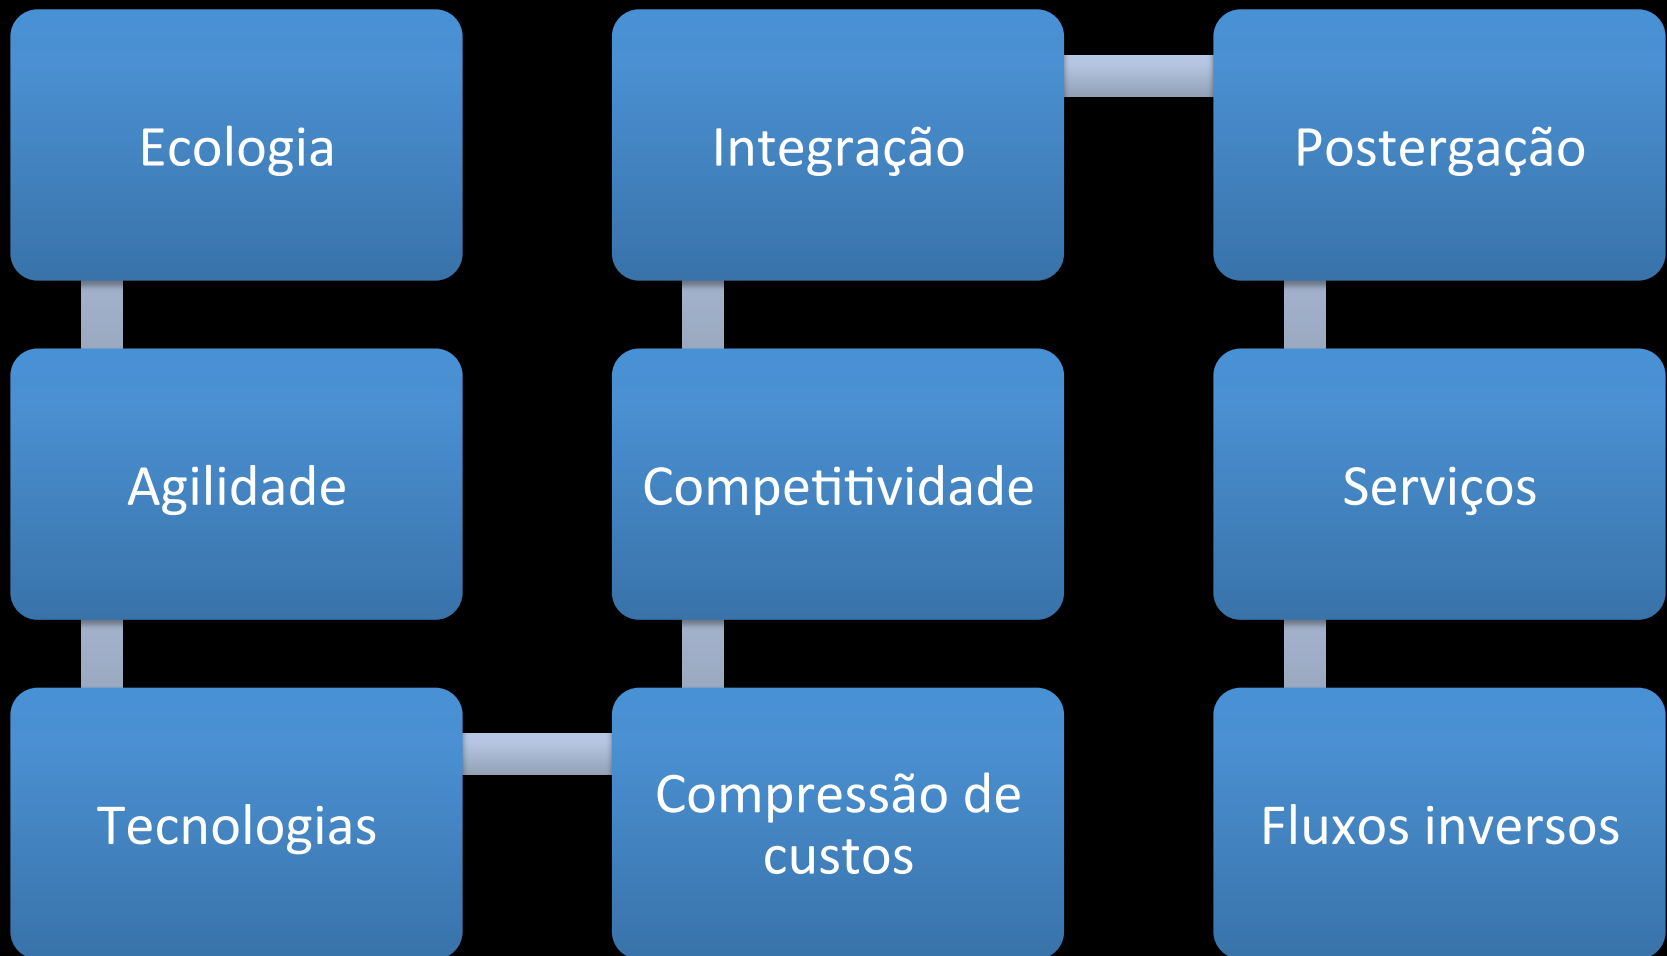 Ecologia
Agilidade
Tecnologias
Compressão de
custos
Competitividade
Integração
Postergação
Serviços
Fluxos inversos